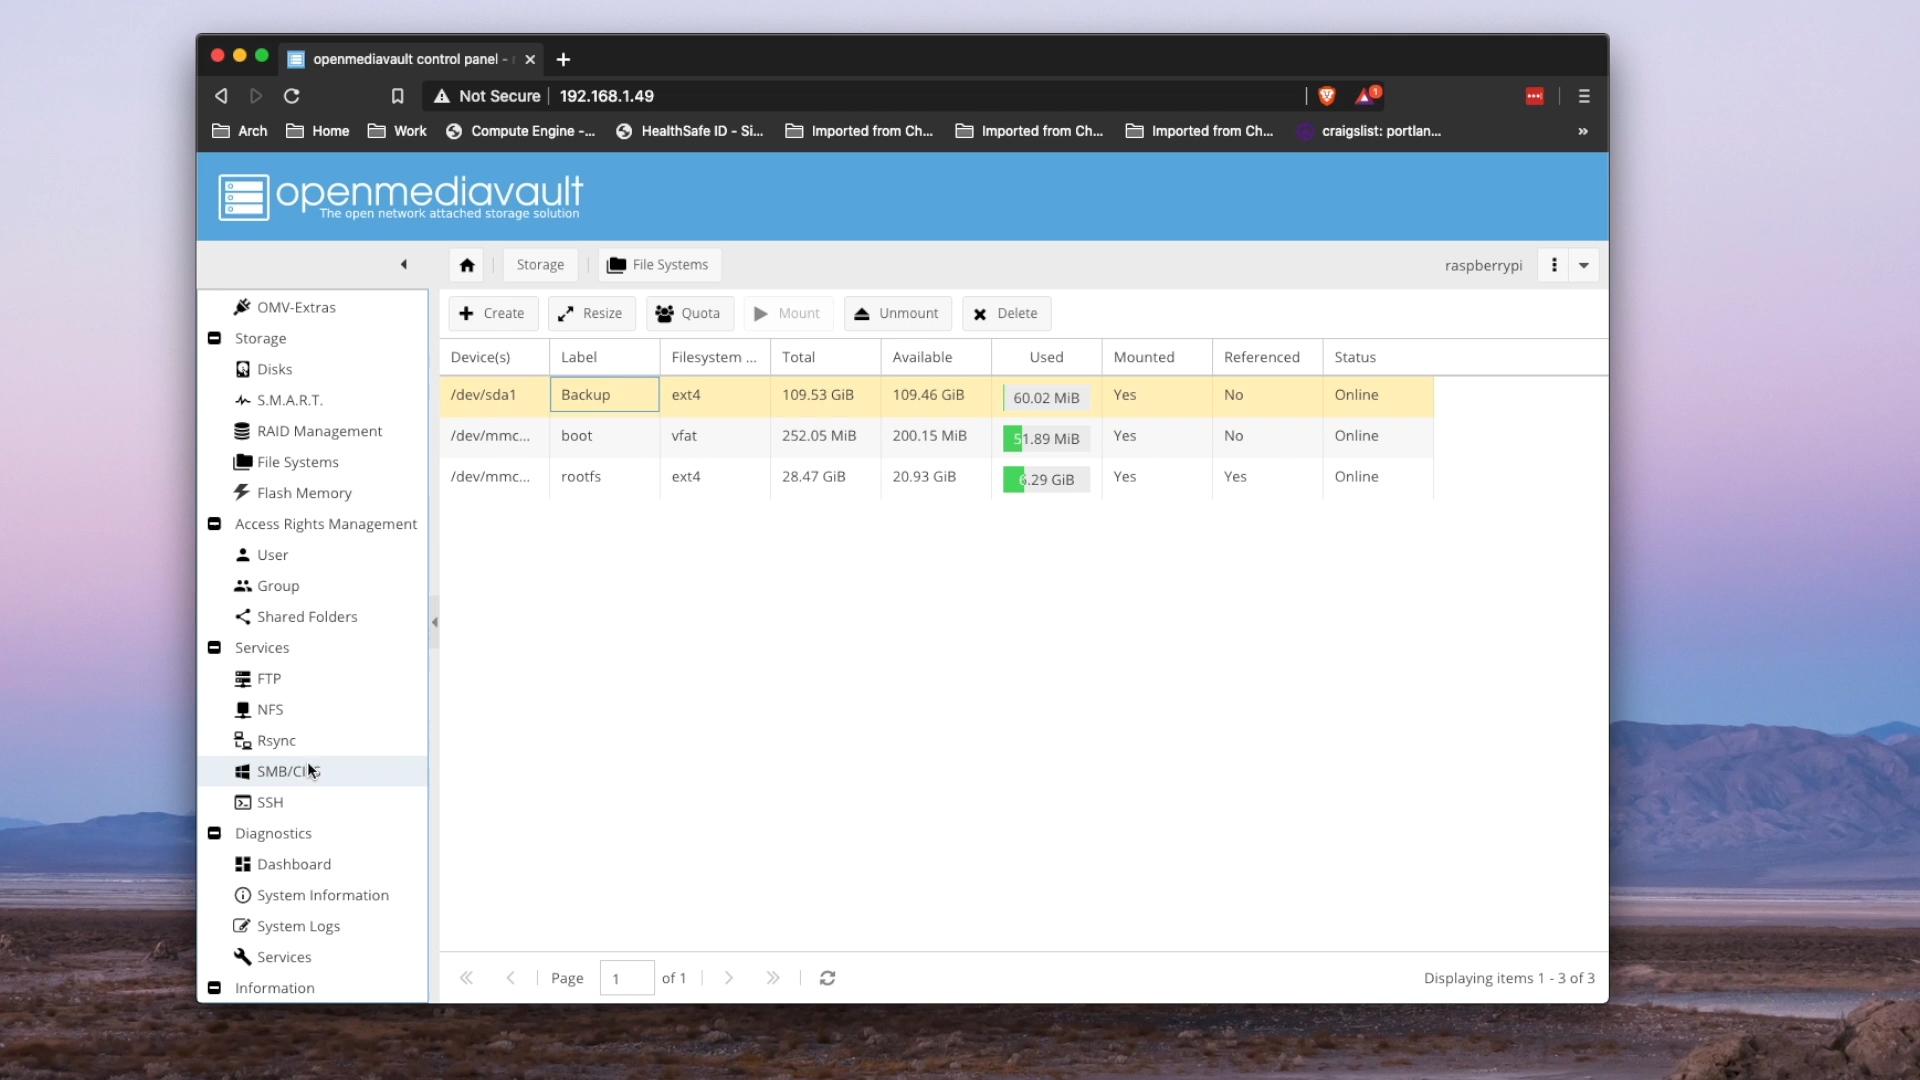 openmediavault control panel -
Not Secure 192.168.1.49 1
Arch Home Work Compute Engine -... HealthSafe ID - Si... Imported from Ch... Imported from Ch... Imported from Ch... craigslist: portlan... »
openmediavault
The open network attached storage solution
Storage File Systems raspberrypi
Create Resize Quota Mount Unmount Delete
Device(s) Label Filesystem ... Total Available Used Mounted Referenced Status
/dev/sda1 Backup ext4 109.53 GiB 109.46 GiB 60.02 MiB Yes No Online
/dev/mmc... boot vfat 252.05 MiB 200.15 MiB 51.89 MiB Yes No Online
/dev/mmc... rootfs ext4 28.47 GiB 20.93 GiB 6.29 GiB Yes Yes Online
OMV-Extras
Storage
Disks
S.M.A.R.T.
RAID Management
File Systems
Flash Memory
Access Rights Management
User
Group
Shared Folders
Services
FTP
NFS
Rsync
SMB/CIFS
SSH
Diagnostics
Dashboard
System Information
System Logs
Services
Information
Page 1 of 1 Displaying items 1 - 3 of 3